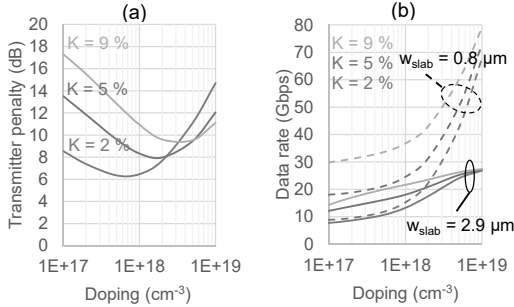 (a)
20
18
16
14
12
10
8
6
4
2
0
Transmitter penalty (dB)
K = 9 %
K = 5 %
K = 2 %
1E+17 1E+18 1E+19
Doping (cm-3)
(b)
80
70
60
50
40
30
20
10
0
Data rate (Gbps)
K = 9 %
K = 5 %
K = 2 %
wslab = 0.8 µm
wslab = 2.9 µm
1E+17 1E+18 1E+19
Doping (cm-3)